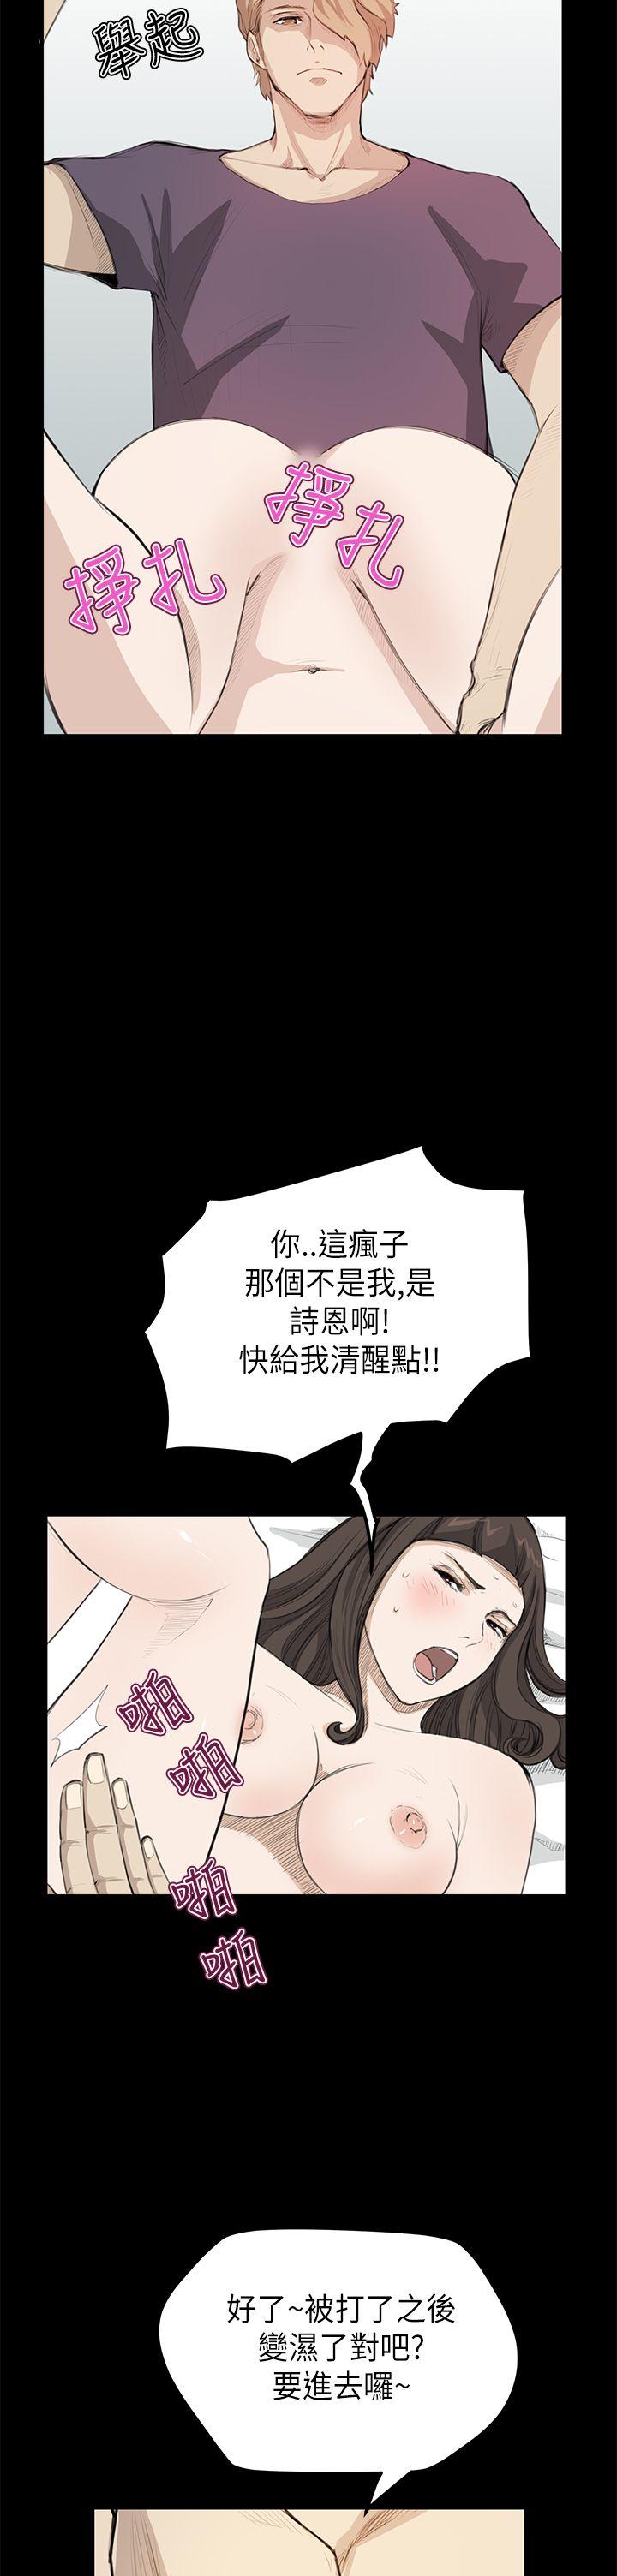 舉起
掙扎
掙扎
你..這瘋子
那個不是我,是
詩恩啊!
快給我清醒點!!
啪
啪
啪
啪
好了~被打了之後
變濕了對吧?
要進去囉~